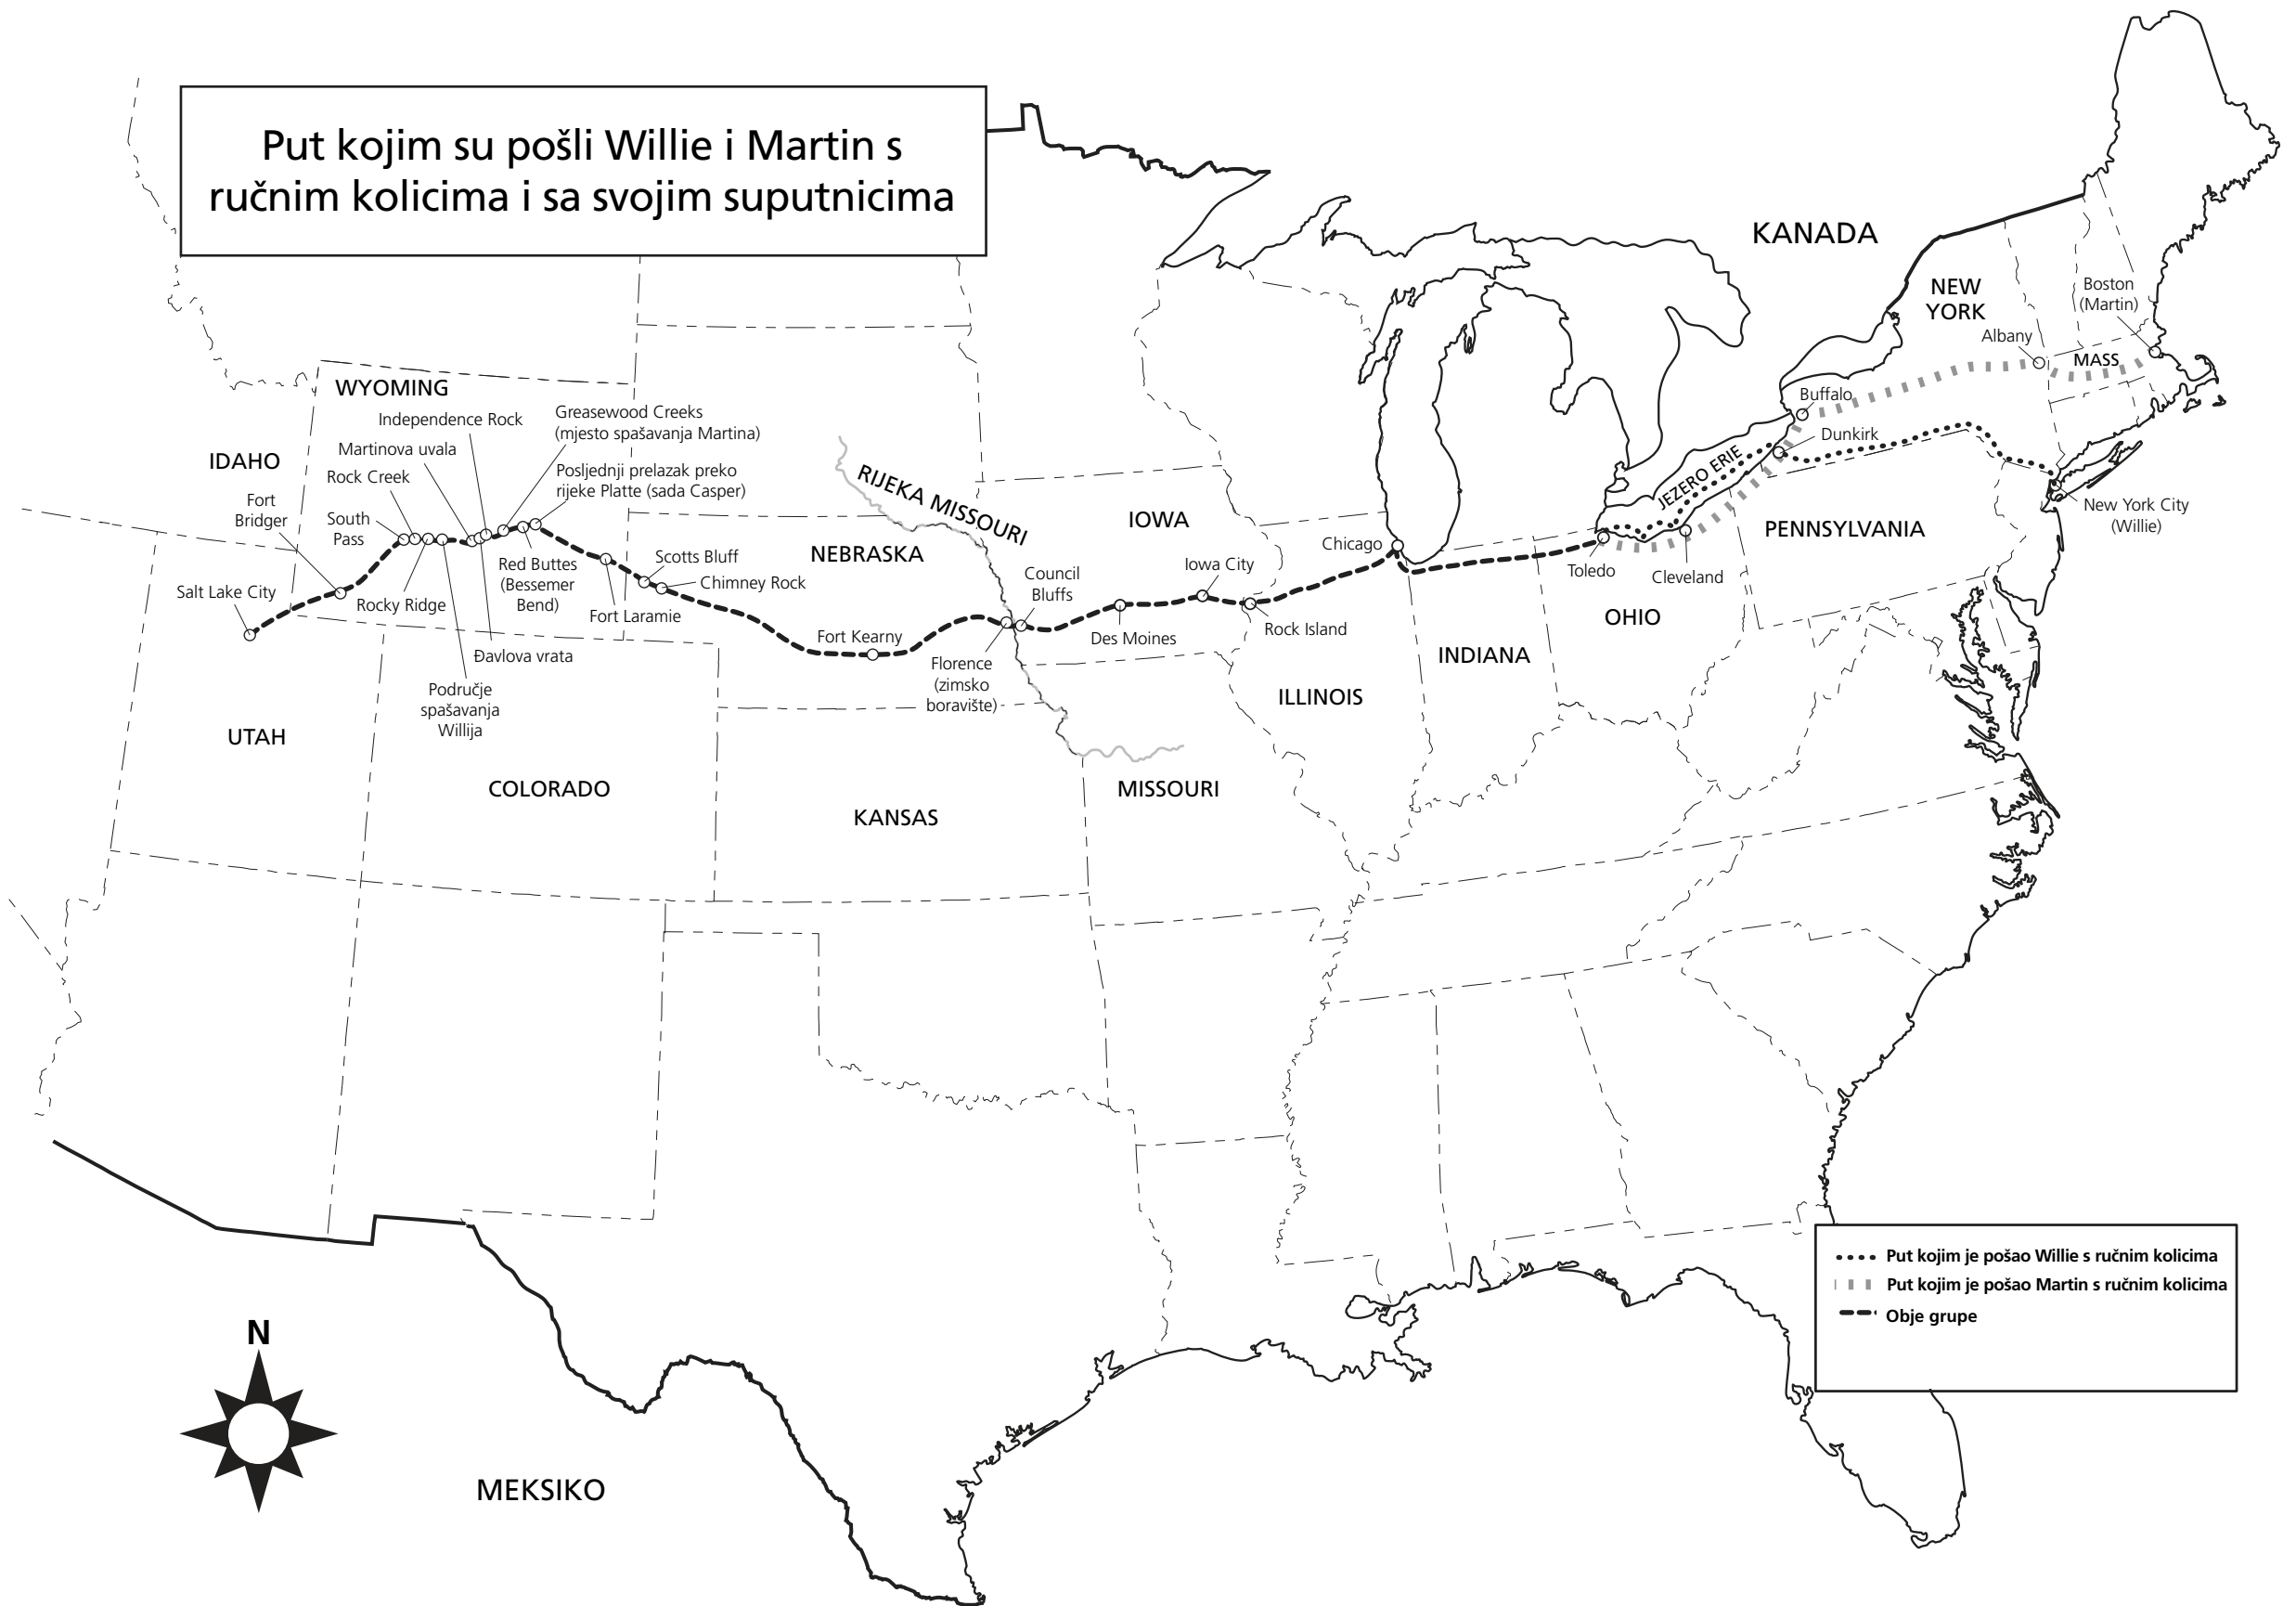 Put kojim su pošli Willie i Martin s
ručnim kolicima i sa svojim suputnicima
KANADA
NEW
YORK
Boston
(Martin)
Albany
MASS
Buffalo
Dunkirk
JEZERO ERIE
New York City
(Willie)
PENNSYLVANIA
Toledo
Cleveland
OHIO
Chicago
INDIANA
ILLINOIS
Rock Island
Iowa City
IOWA
Des Moines
Council
Bluffs
RIJEKA MISSOURI
Florence
(zimsko
boravište)
MISSOURI
NEBRASKA
Fort Kearny
KANSAS
Chimney Rock
Scotts Bluff
Fort Laramie
WYOMING
Independence Rock
Greasewood Creeks
(mjesto spašavanja Martina)
Martinova uvala
Posljednji prelazak preko
rijeke Platte (sada Casper)
Rock Creek
Red Buttes
(Bessemer
Bend)
IDAHO
Fort
Bridger
South
Pass
Rocky Ridge
Đavlova vrata
Područje
spašavanja
Willija
Salt Lake City
UTAH
COLORADO
N
MEKSIKO
Put kojim je pošao Willie s ručnim kolicima
Put kojim je pošao Martin s ručnim kolicima
Obje grupe